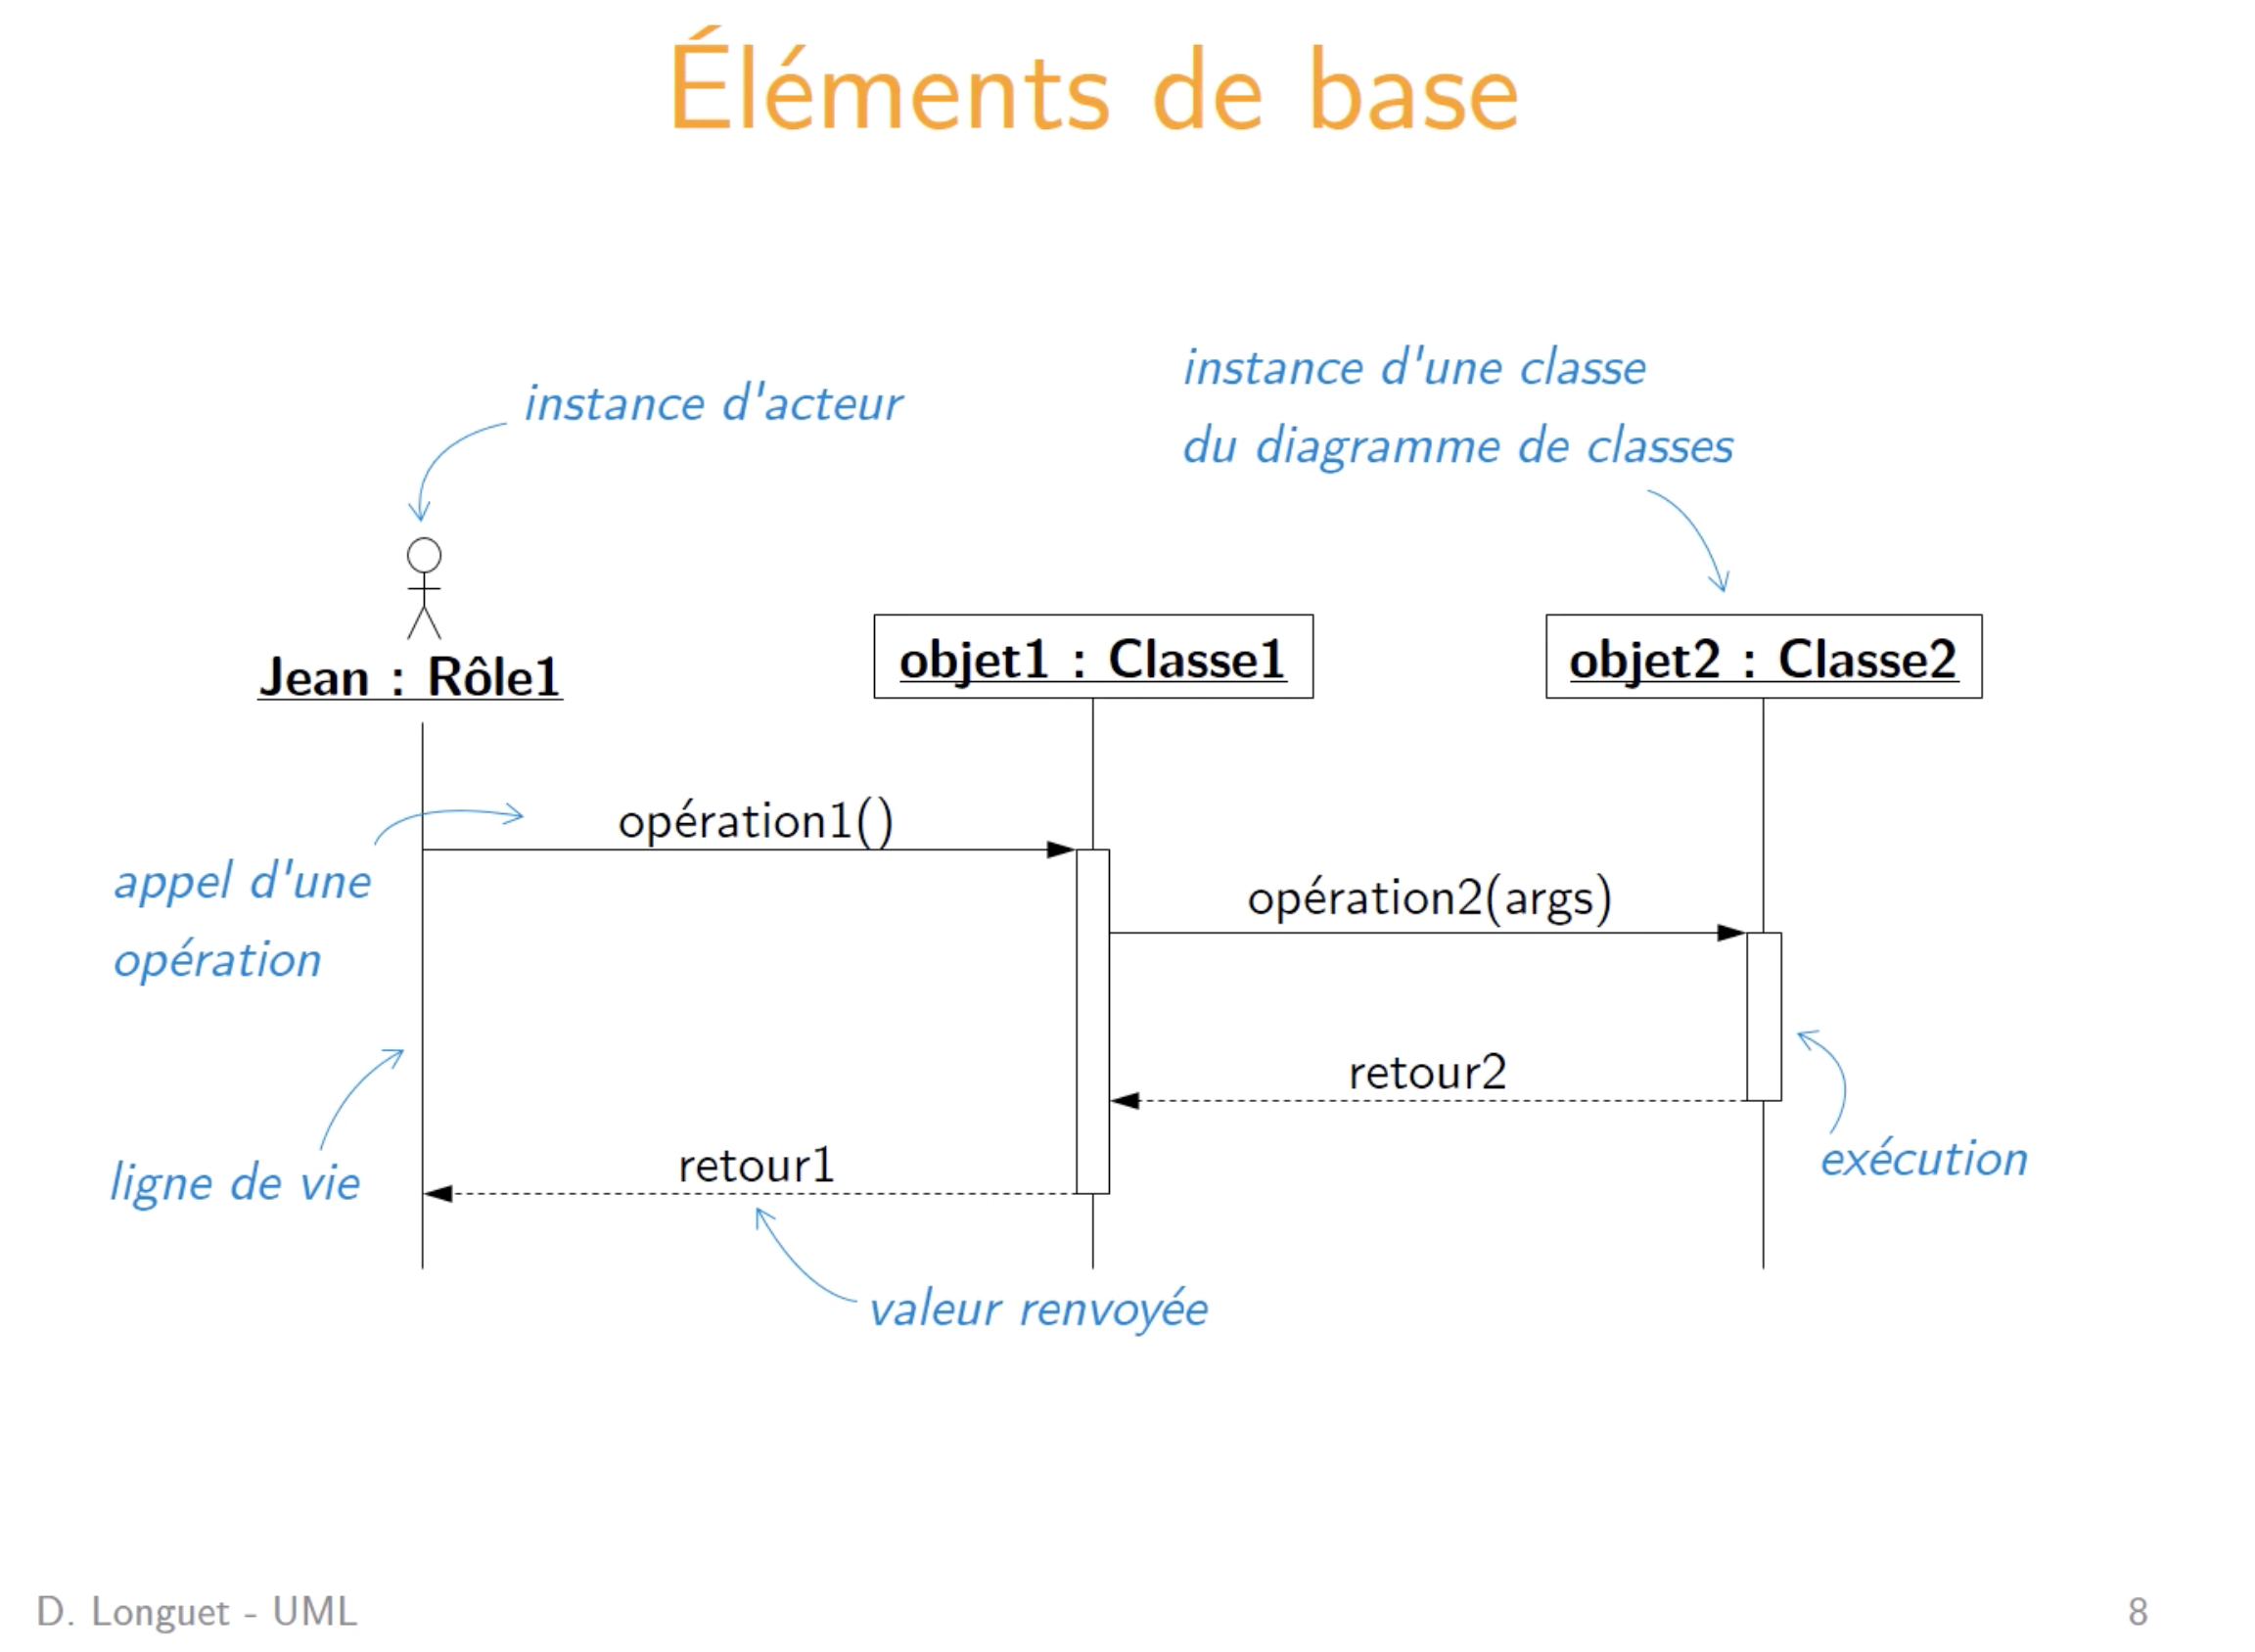 Éléments de base
instance d'acteur
instance d'une classe
du diagramme de classes
Jean : Rôle1
objet1 : Classe1
objet2 : Classe2
opération1()
appel d'une
opération
opération2(args)
retour2
ligne de vie
retour1
exécution
valeur renvoyée
D. Longuet - UML
8